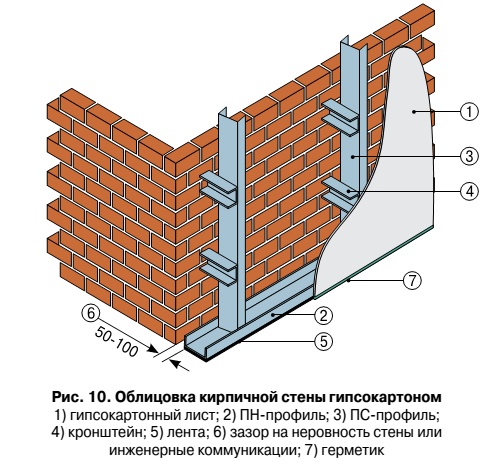 1
3
4
7
6
50-100
2
5
Рис. 10. Облицовка кирпичной стены гипсокартоном
1) гипсокартонный лист; 2) ПН-профиль; 3) ПС-профиль;
4) кронштейн; 5) лента; 6) зазор на неровность стены или
инженерные коммуникации; 7) герметик